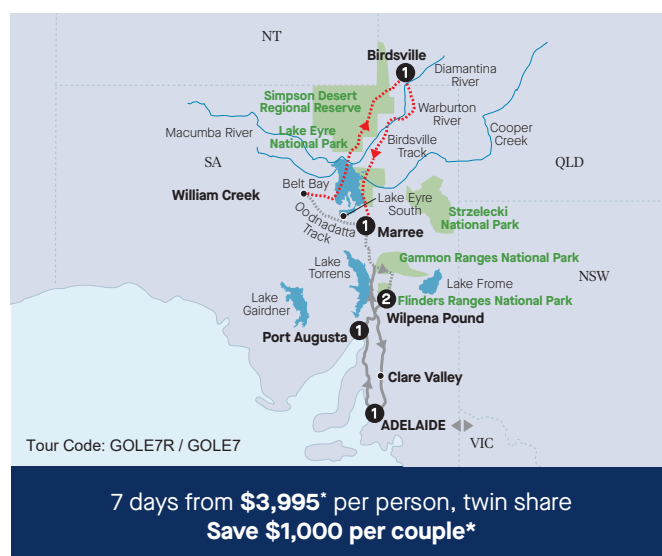 NT
Birdsville
1
Diamantina
River
Simpson Desert
Regional Reserve
Warburton
River
Macumba River
Lake Eyre
National Park
Birdsville
Track
Cooper
Creek
SA
QLD
Belt Bay
William Creek
Lake Eyre
South
Oodnadatta
Track
1
Marree
Strzelecki
National Park
Lake
Torrens
Gammon Ranges National Park
NSW
Lake Frome
Lake
Gairdner
2
Flinders Ranges National Park
Wilpena Pound
Port Augusta
1
Clare Valley
1
ADELAIDE
VIC
Tour Code: GOLE7R / GOLE7
7 days from $3,995* per person, twin share
Save $1,000 per couple*